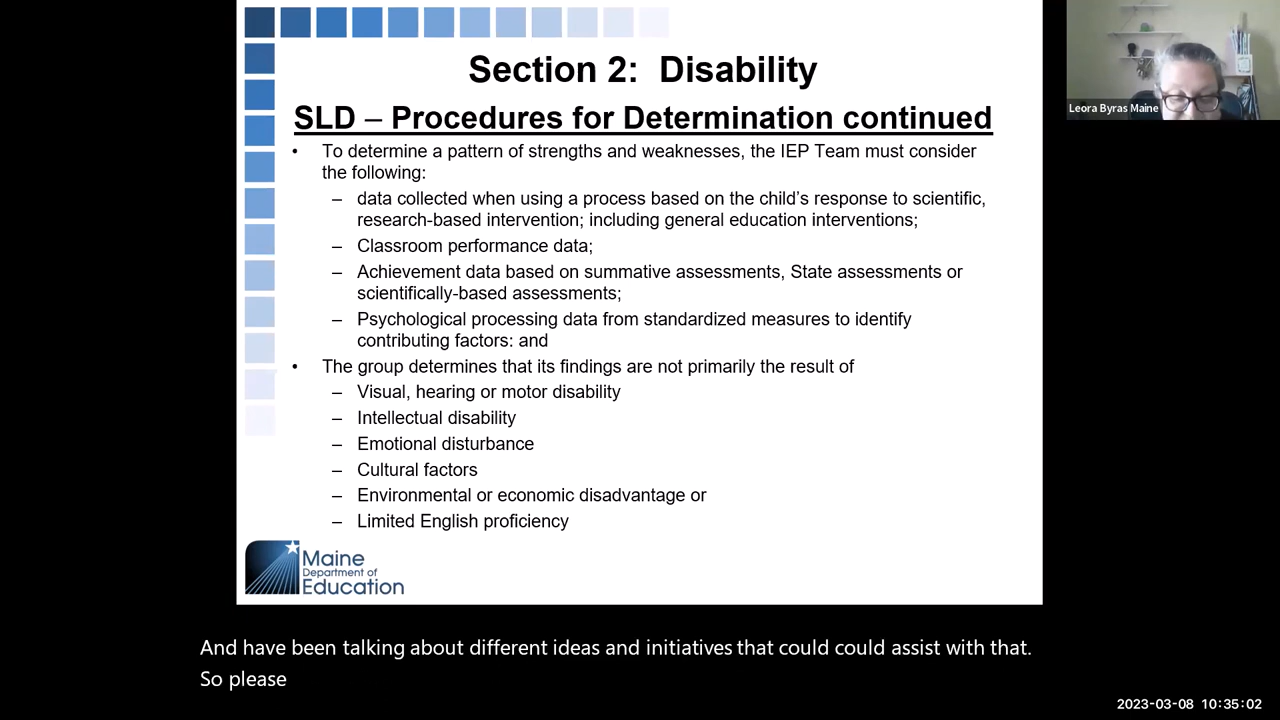 Section 2: Disability
SLD – Procedures for Determination continued
• To determine a pattern of strengths and weaknesses, the IEP Team must consider
the following:
– data collected when using a process based on the child's response to scientific,
research-based intervention; including general education interventions;
– Classroom performance data;
– Achievement data based on summative assessments, State assessments or
scientifically-based assessments;
– Psychological processing data from standardized measures to identify
contributing factors: and
• The group determines that its findings are not primarily the result of
– Visual, hearing or motor disability
– Intellectual disability
– Emotional disturbance
– Cultural factors
– Environmental or economic disadvantage or
– Limited English proficiency
Maine
Department of
Education
Leora Byras Maine
And have been talking about different ideas and initiatives that could could assist with that.
So please
2023-03-08 10:35:02